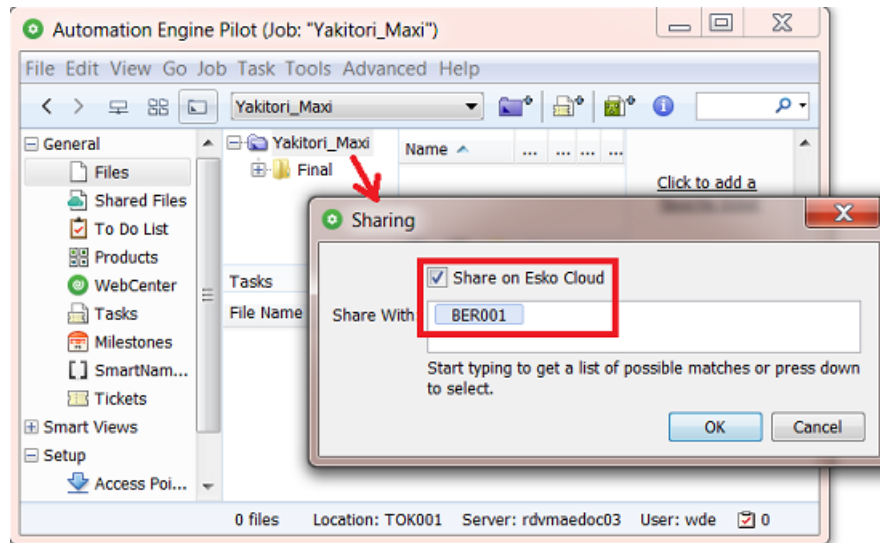 Automation Engine Pilot (Job: "Yakitori_Maxi")
File Edit View Go Job Task Tools Advanced Help
Yakitori_Maxi
General
Files
Shared Files
To Do List
Products
WebCenter
Tasks
Milestones
SmartNam...
Tickets
Smart Views
Setup
Access Poi...
Yakitori_Maxi
Final
Name ... ... ... ...
Click to add a
Tasks
File Name
Sharing
Share on Esko Cloud
Share With: BER001
Start typing to get a list of possible matches or press down
to select.
OK Cancel
0 files Location: TOK001 Server: rdvmaedoc03 User: wde 0